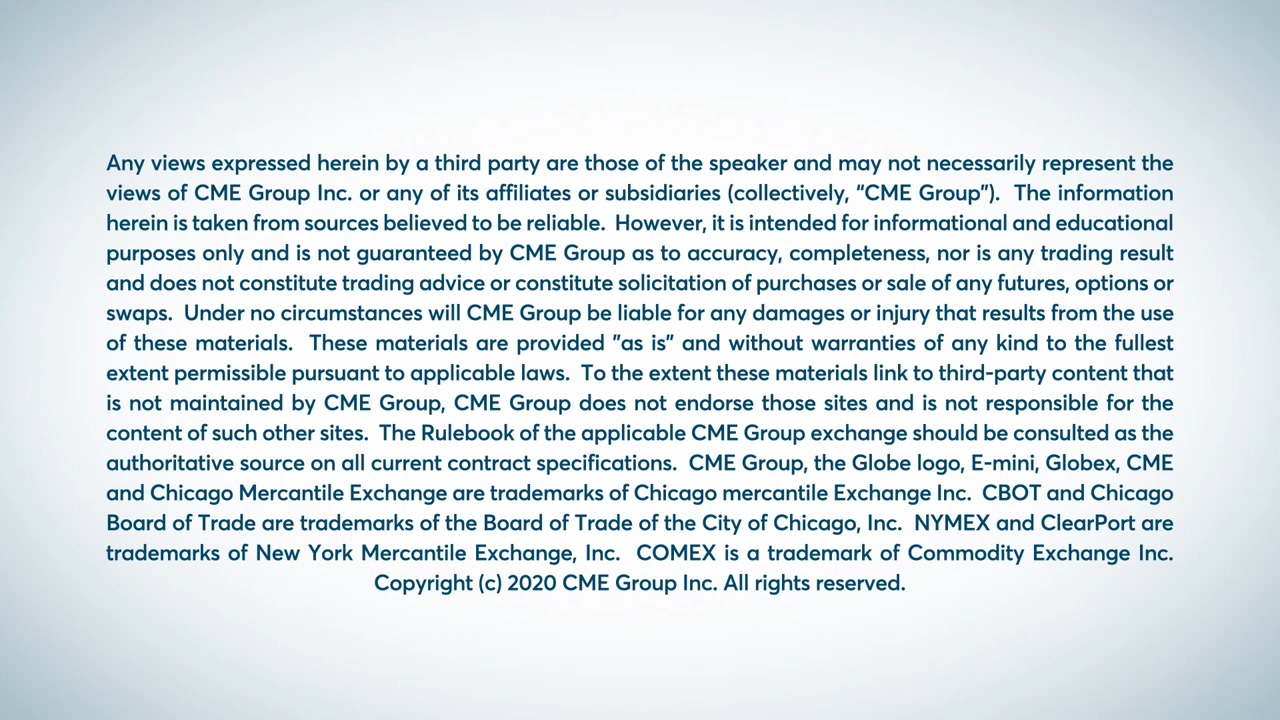 Any views expressed herein by a third party are those of the speaker and may not necessarily represent the
views of CME Group Inc. or any of its affiliates or subsidiaries (collectively, “CME Group”).  The information
herein is taken from sources believed to be reliable.  However, it is intended for informational and educational
purposes only and is not guaranteed by CME Group as to accuracy, completeness, nor is any trading result
and does not constitute trading advice or constitute solicitation of purchases or sale of any futures, options or
swaps.  Under no circumstances will CME Group be liable for any damages or injury that results from the use
of these materials.  These materials are provided "as is" and without warranties of any kind to the fullest
extent permissible pursuant to applicable laws.  To the extent these materials link to third-party content that
is not maintained by CME Group, CME Group does not endorse those sites and is not responsible for the
content of such other sites.  The Rulebook of the applicable CME Group exchange should be consulted as the
authoritative source on all current contract specifications.  CME Group, the Globe logo, E-mini, Globex, CME
and Chicago Mercantile Exchange are trademarks of Chicago mercantile Exchange Inc.  CBOT and Chicago
Board of Trade are trademarks of the Board of Trade of the City of Chicago, Inc.  NYMEX and ClearPort are
trademarks of New York Mercantile Exchange, Inc.  COMEX is a trademark of Commodity Exchange Inc.
Copyright (c) 2020 CME Group Inc. All rights reserved.